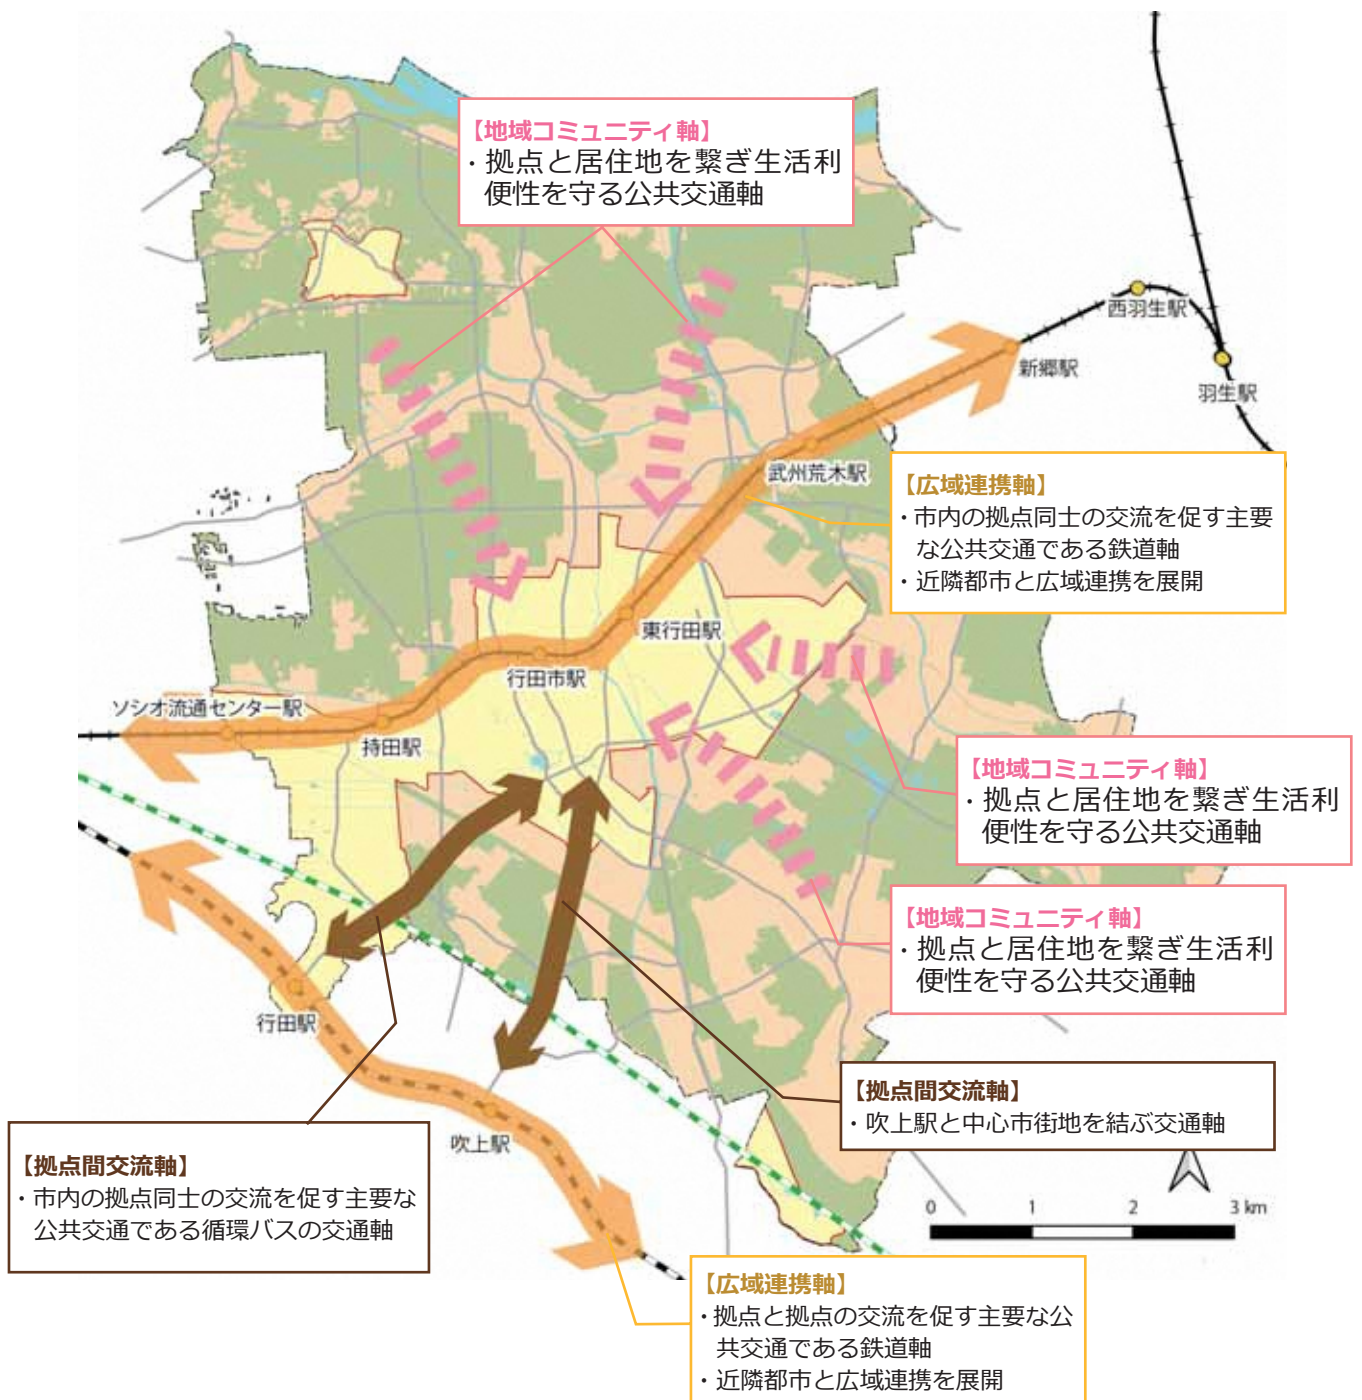 【地域コミュニティ軸】
・拠点と居住地を繋ぎ生活利
便性を守る公共交通軸
西羽生駅
新郷駅
羽生駅
武州荒木駅
【広域連携軸】
・市内の拠点同士の交流を促す主要
な公共交通である鉄道軸
・近隣都市と広域連携を展開
東行田駅
行田市駅
ソシオ流通センター駅
持田駅
【地域コミュニティ軸】
・拠点と居住地を繋ぎ生活利
便性を守る公共交通軸
【地域コミュニティ軸】
・拠点と居住地を繋ぎ生活利
便性を守る公共交通軸
行田駅
【拠点間交流軸】
・吹上駅と中心市街地を結ぶ交通軸
吹上駅
【拠点間交流軸】
・市内の拠点同士の交流を促す主要な
公共交通である循環バスの交通軸
0 1 2 3 km
【広域連携軸】
・拠点と拠点の交流を促す主要な公
共交通である鉄道軸
・近隣都市と広域連携を展開